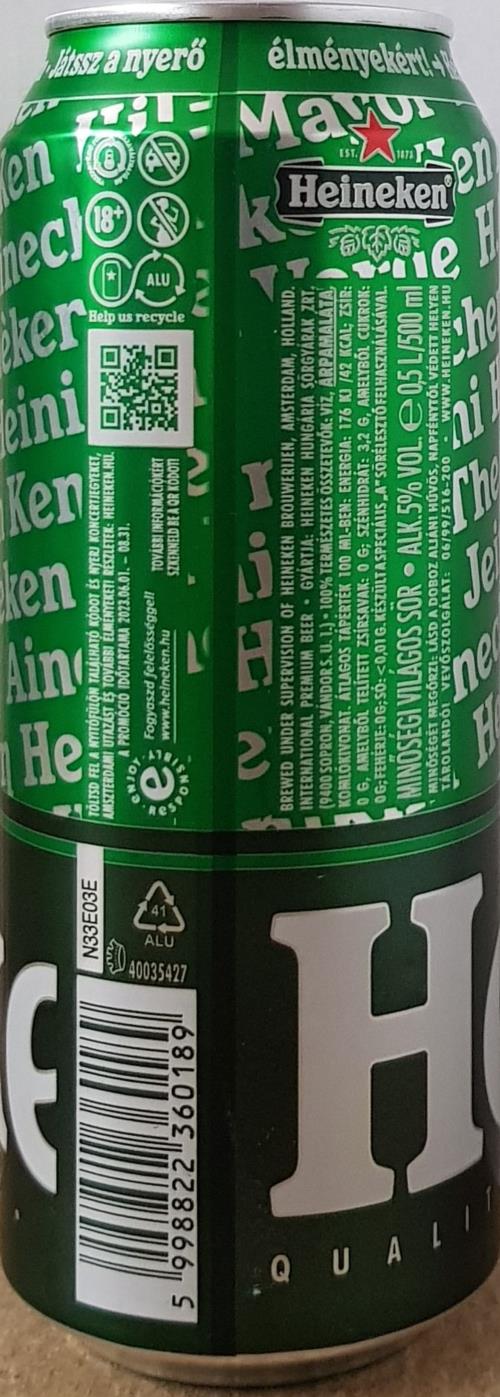 • Játssz a nyerő
élményekért! •
EST. 1873
Heineken®
18+
ALU
Help us recycle
TÖLTSD FEL A NYITÓFÜLÖN TALÁLHATÓ KÓDOT ÉS NYERJ KONCERTJEGYEKET,
AMSZTERDAMI UTAZÁST ÉS TOVÁBBI ÉLMÉNYEKET! RÉSZLETEK: HEINEKEN.HU.
A PROMÓCIÓ IDŐTARTAMA 2023.06.01. – 08.31.
Fogyaszd felelősséggel!
www.heineken.hu
TOVÁBBI INFORMÁCIÓÉRT
SZKENNELD BE A QR KÓDOT!
BREWED UNDER SUPERVISION OF HEINEKEN BROUWERIJEN, AMSTERDAM, HOLLAND.
INTERNATIONAL PREMIUM BEER • GYÁRTJA: HEINEKEN HUNGÁRIA SÖRGYÁRAK ZRT.
(9400 SOPRON, VÁNDOR S. U. 1.) • 100% TERMÉSZETES ÖSSZETEVŐK: VÍZ, ÁRPAMALÁTA,
KOMLÓKIVONAT. ÁTLAGOS TÁPÉRTÉK 100 ML-BEN: ENERGIA: 176 KJ /42 KCAL; ZSÍR:
0 G, AMELYBŐL TELÍTETT ZSÍRSAVAK: 0 G; SZÉNHIDRÁT: 3,2 G, AMELYBŐL CUKROK:
0 G; FEHÉRJE: 0 G; SÓ: <0,01 G. KÉSZÜLT A SPECIÁLIS „A” SÖRÉLESZTŐ FELHASZNÁLÁSÁVAL.
MINŐSÉGI VILÁGOS SÖR • ALK. 5% VOL. ℮ 0,5 L/500 ml
MINŐSÉGÉT MEGŐRZI: LÁSD A DOBOZ ALJÁN! HŰVÖS, NAPFÉNYTŐL VÉDETT HELYEN
TÁROLANDÓ! • VEVŐSZOLGÁLAT: 06/99/516-200 • WWW.HEINEKEN.HU
ENJOY RESPONSIBLY
N33E03E
41
ALU
40035427
5 998822 360189
H
QUALIT